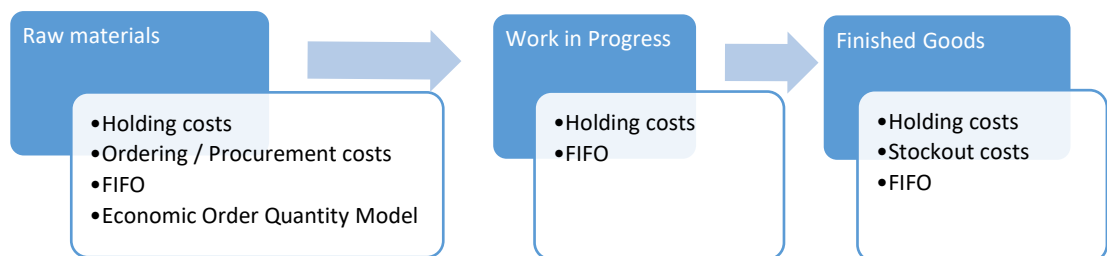 Raw materials
•Holding costs
•Ordering / Procurement costs
•FIFO
•Economic Order Quantity Model
Work in Progress
•Holding costs
•FIFO
Finished Goods
•Holding costs
•Stockout costs
•FIFO